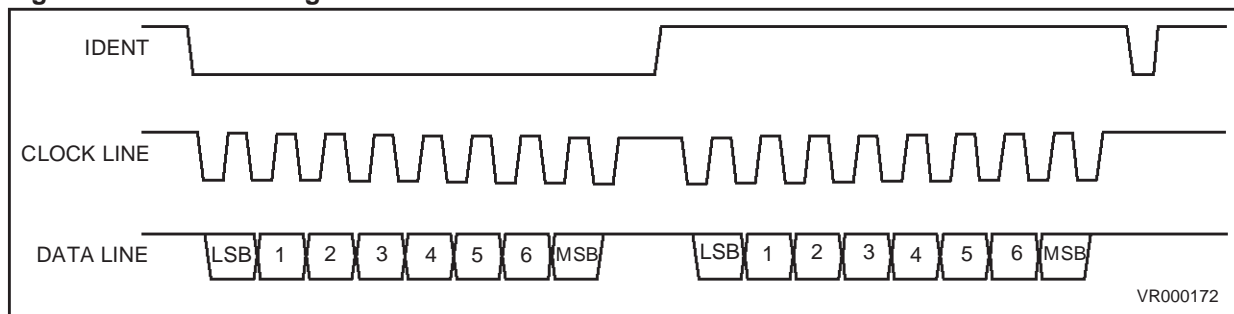 IDENT
CLOCK LINE
DATA LINE LSB 1 2 3 4 5 6 MSB LSB 1 2 3 4 5 6 MSB
VR000172